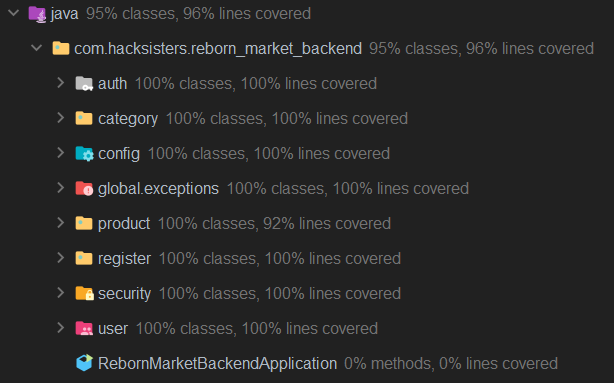 java 95% classes, 96% lines covered
com.hacksisters.reborn_market_backend 95% classes, 96% lines covered
auth 100% classes, 100% lines covered
category 100% classes, 100% lines covered
config 100% classes, 100% lines covered
global.exceptions 100% classes, 100% lines covered
product 100% classes, 92% lines covered
register 100% classes, 100% lines covered
security 100% classes, 100% lines covered
user 100% classes, 100% lines covered
RebornMarketBackendApplication 0% methods, 0% lines covered